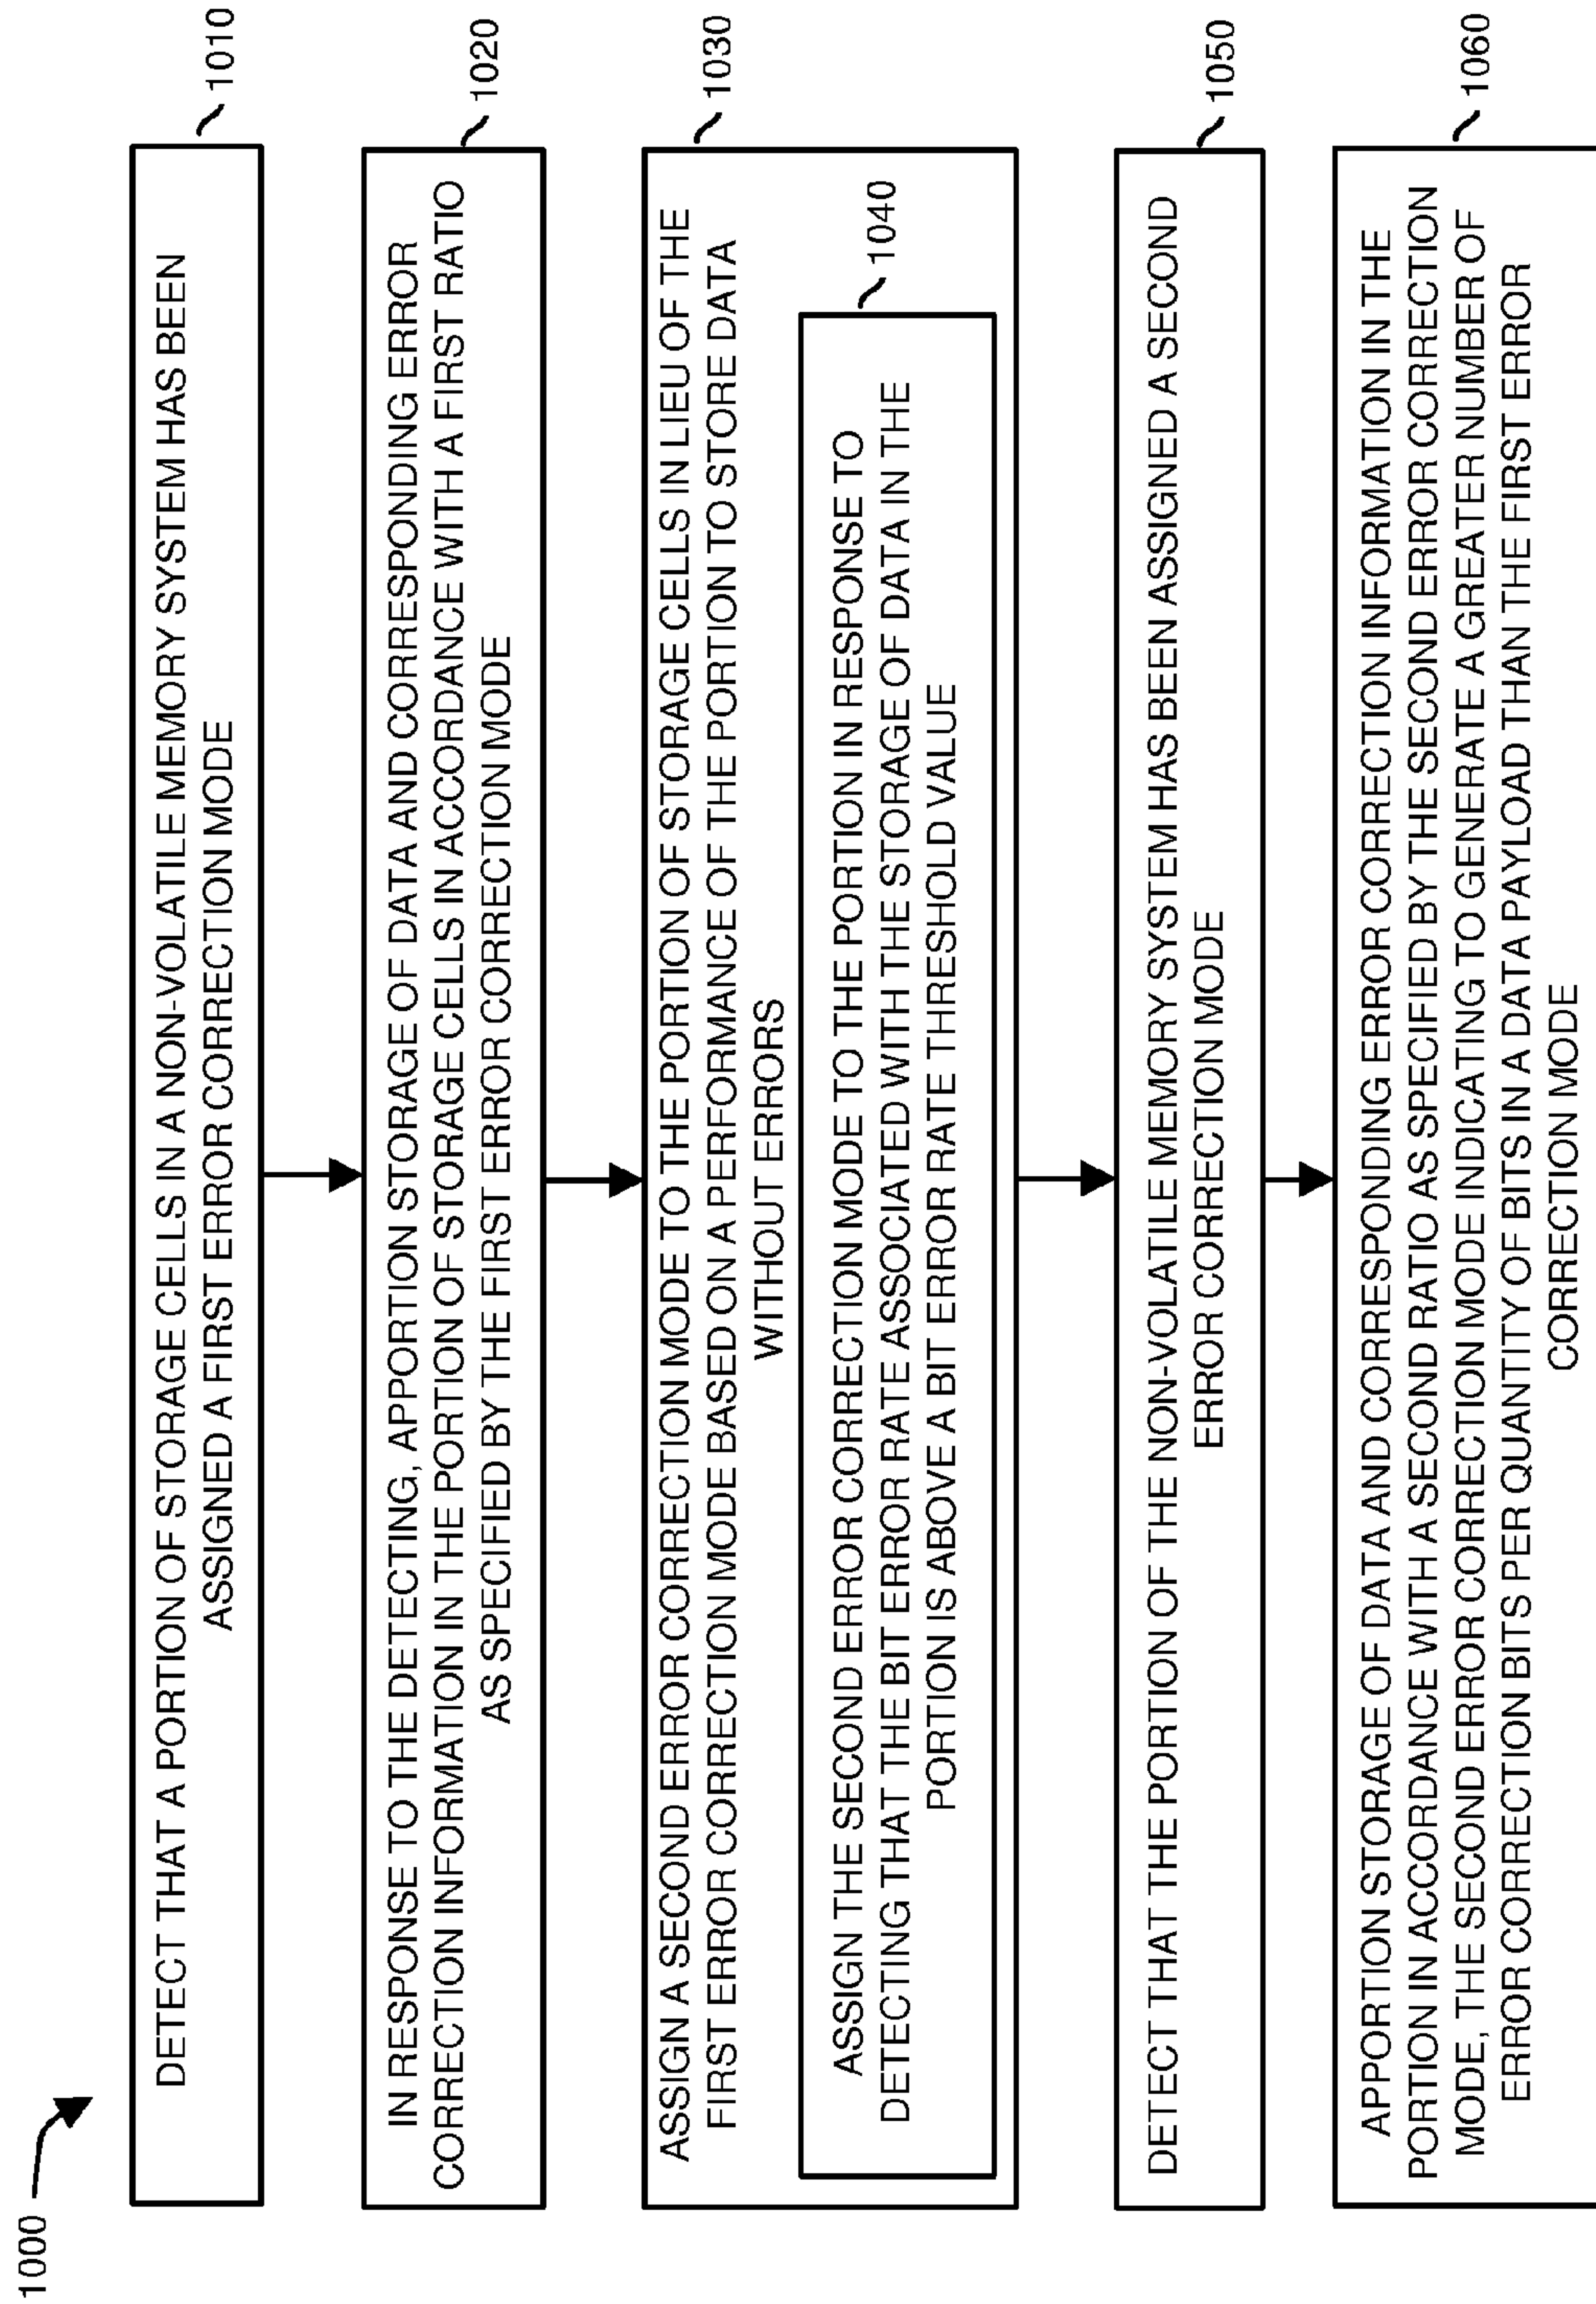 1000
DETECT THAT A PORTION OF STORAGE CELLS IN A NON-VOLATILE MEMORY SYSTEM HAS BEEN
ASSIGNED A FIRST ERROR CORRECTION MODE
1010
IN RESPONSE TO THE DETECTING, APPORTION STORAGE OF DATA AND CORRESPONDING ERROR
CORRECTION INFORMATION IN THE PORTION OF STORAGE CELLS IN ACCORDANCE WITH A FIRST RATIO
AS SPECIFIED BY THE FIRST ERROR CORRECTION MODE
1020
ASSIGN A SECOND ERROR CORRECTION MODE TO THE PORTION OF STORAGE CELLS IN LIEU OF THE
FIRST ERROR CORRECTION MODE BASED ON A PERFORMANCE OF THE PORTION TO STORE DATA
WITHOUT ERRORS
1030
ASSIGN THE SECOND ERROR CORRECTION MODE TO THE PORTION IN RESPONSE TO
DETECTING THAT THE BIT ERROR RATE ASSOCIATED WITH THE STORAGE OF DATA IN THE
PORTION IS ABOVE A BIT ERROR RATE THRESHOLD VALUE
1040
DETECT THAT THE PORTION OF THE NON-VOLATILE MEMORY SYSTEM HAS BEEN ASSIGNED A SECOND
ERROR CORRECTION MODE
1050
APPORTION STORAGE OF DATA AND CORRESPONDING ERROR CORRECTION INFORMATION IN THE
PORTION IN ACCORDANCE WITH A SECOND RATIO AS SPECIFIED BY THE SECOND ERROR CORRECTION
MODE, THE SECOND ERROR CORRECTION MODE INDICATING TO GENERATE A GREATER NUMBER OF
ERROR CORRECTION BITS PER QUANTITY OF BITS IN A DATA PAYLOAD THAN THE FIRST ERROR
CORRECTION MODE
1060